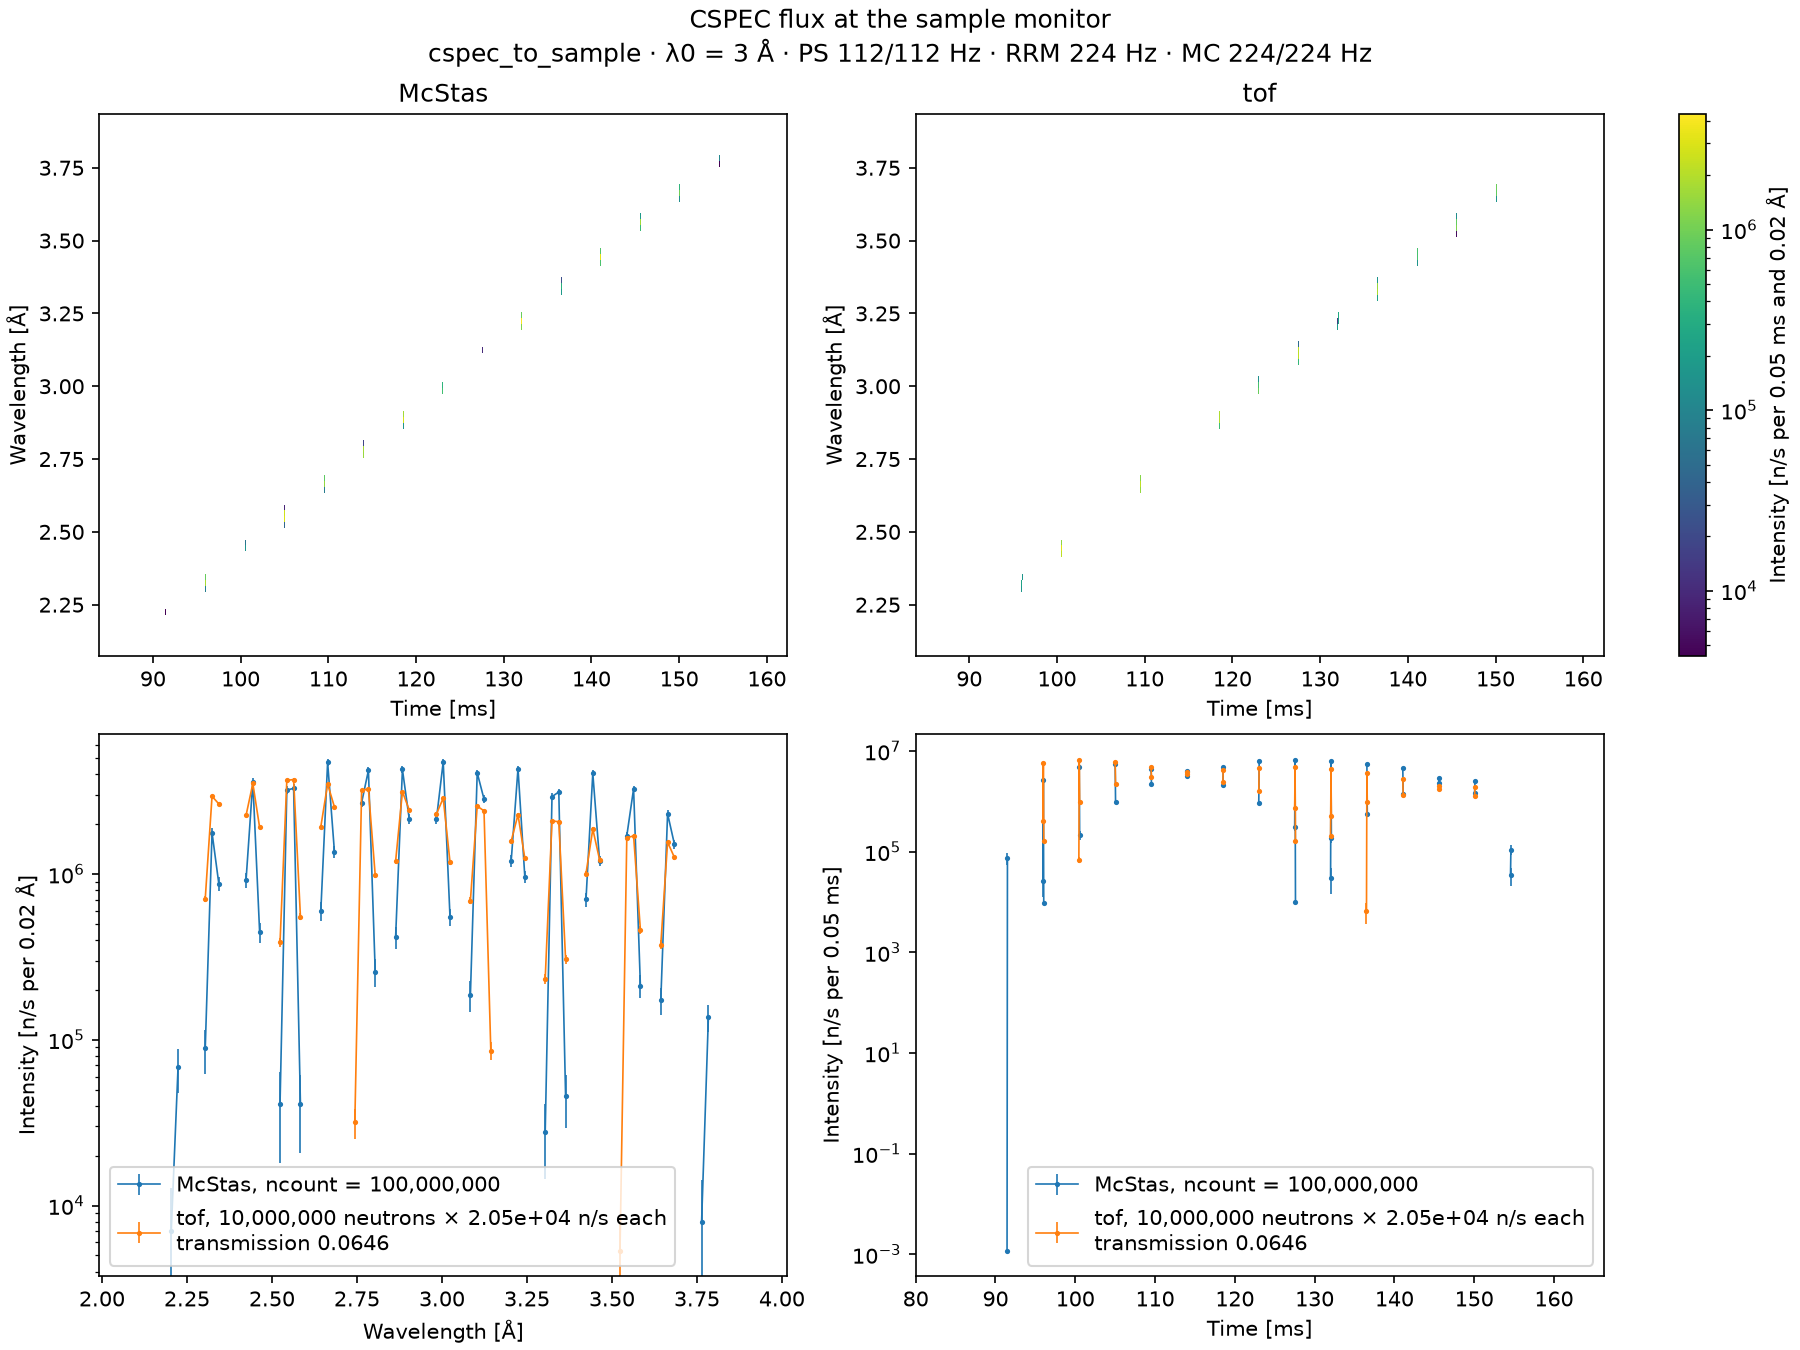 CSPEC flux at the sample monitor
cspec_to_sample · λ0 = 3 Å · PS 112/112 Hz · RRM 224 Hz · MC 224/224 Hz
McStas
Wavelength [Å]
3.75
3.50
3.25
3.00
2.75
2.50
2.25
90 100 110 120 130 140 150 160
Time [ms]
tof
Wavelength [Å]
3.75
3.50
3.25
3.00
2.75
2.50
2.25
90 100 110 120 130 140 150 160
Time [ms]
10⁶
10⁵
10⁴
Intensity [n/s per 0.05 ms and 0.02 Å]
Intensity [n/s per 0.02 Å]
10⁶
10⁵
10⁴
McStas, ncount = 100,000,000
tof, 10,000,000 neutrons × 2.05e+04 n/s each
transmission 0.0646
2.00 2.25 2.50 2.75 3.00 3.25 3.50 3.75 4.00
Wavelength [Å]
Intensity [n/s per 0.05 ms]
10⁷
10⁵
10³
10¹
10⁻¹
10⁻³
McStas, ncount = 100,000,000
tof, 10,000,000 neutrons × 2.05e+04 n/s each
transmission 0.0646
80 90 100 110 120 130 140 150 160
Time [ms]